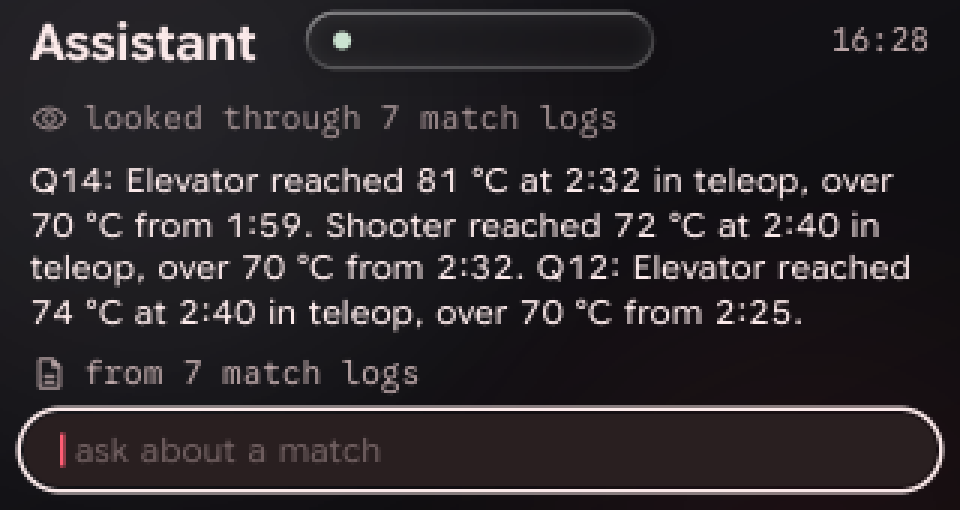 Assistant
16:28
looked through 7 match logs
Q14: Elevator reached 81 °C at 2:32 in teleop, over
70 °C from 1:59. Shooter reached 72 °C at 2:40 in
teleop, over 70 °C from 2:32. Q12: Elevator reached
74 °C at 2:40 in teleop, over 70 °C from 2:25.
from 7 match logs
ask about a match